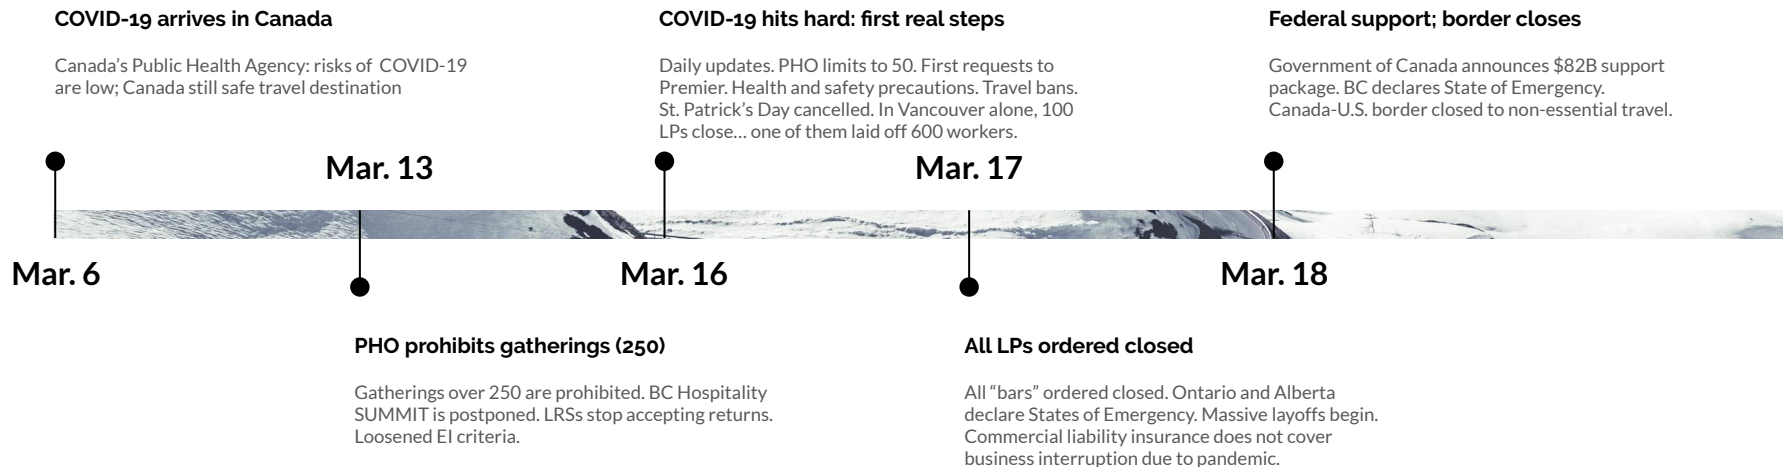 COVID-19 arrives in Canada
Canada's Public Health Agency: risks of COVID-19
are low; Canada still safe travel destination
Mar. 6
Mar. 13
PHO prohibits gatherings (250)
Gatherings over 250 are prohibited. BC Hospitality
SUMMIT is postponed. LRSs stop accepting returns.
Loosened EI criteria.
COVID-19 hits hard: first real steps
Daily updates. PHO limits to 50. First requests to
Premier. Health and safety precautions. Travel bans.
St. Patrick's Day cancelled. In Vancouver alone, 100
LPs close... one of them laid off 600 workers.
Mar. 16
Mar. 17
All LPs ordered closed
All “bars” ordered closed. Ontario and Alberta
declare States of Emergency. Massive layoffs begin.
Commercial liability insurance does not cover
business interruption due to pandemic.
Federal support; border closes
Government of Canada announces $82B support
package. BC declares State of Emergency.
Canada-U.S. border closed to non-essential travel.
Mar. 18